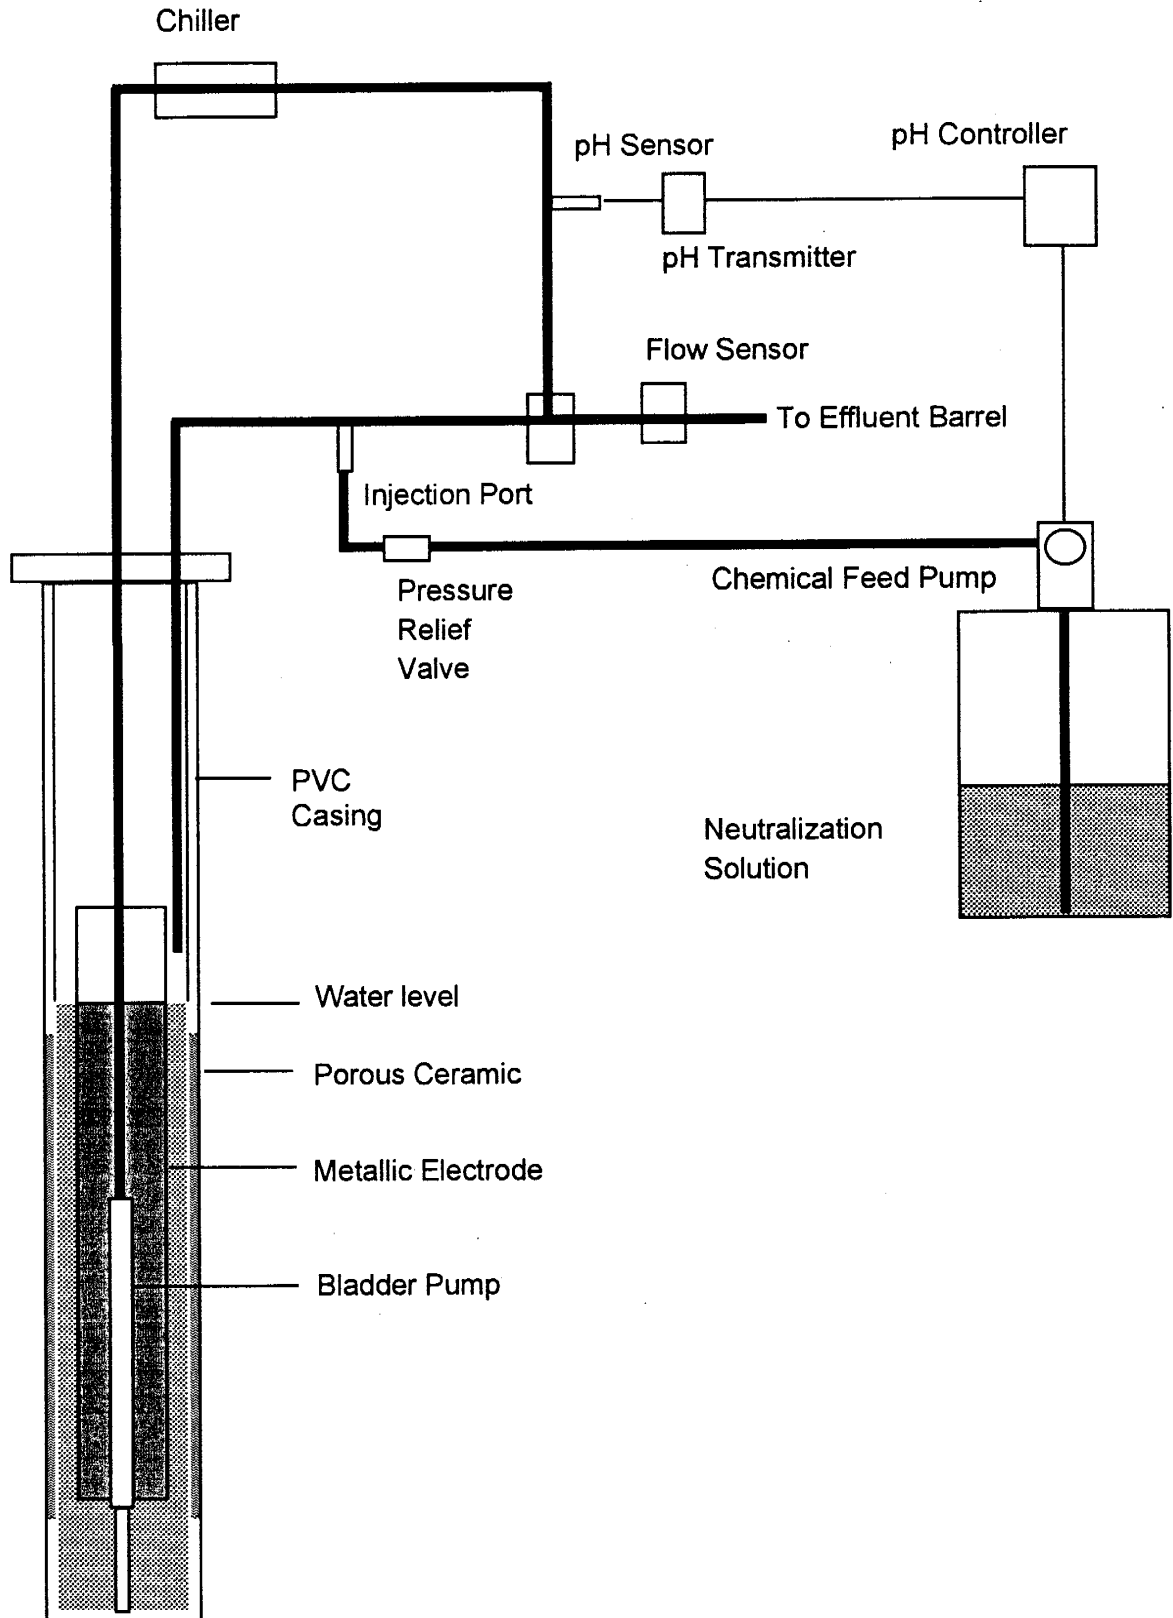 Chiller
pH Sensor
pH Controller
pH Transmitter
Flow Sensor
To Effluent Barrel
Injection Port
Pressure
Relief
Valve
Chemical Feed Pump
PVC
Casing
Neutralization
Solution
Water level
Porous Ceramic
Metallic Electrode
Bladder Pump